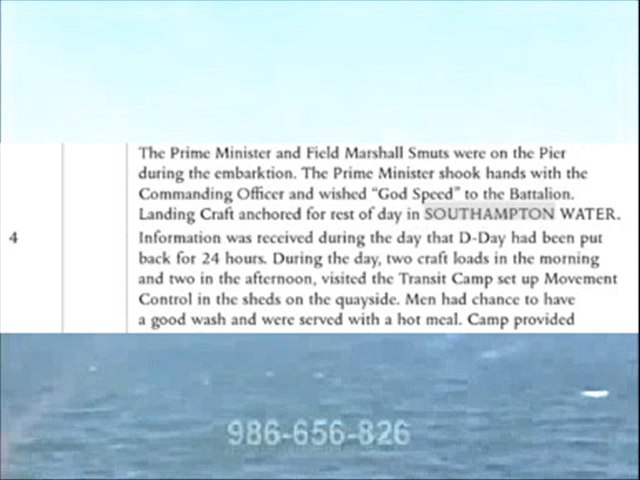 The Prime Minister and Field Marshall Smuts were on the Pier
during the embarktion. The Prime Minister shook hands with the
Commanding Officer and wished “God Speed” to the Battalion.
Landing Craft anchored for rest of day in SOUTHAMPTON WATER.
4 Information was received during the day that D-Day had been put
back for 24 hours. During the day, two craft loads in the morning
and two in the afternoon, visited the Transit Camp set up Movement
Control in the sheds on the quayside. Men had chance to have
a good wash and were served with a hot meal. Camp provided
986-656-826